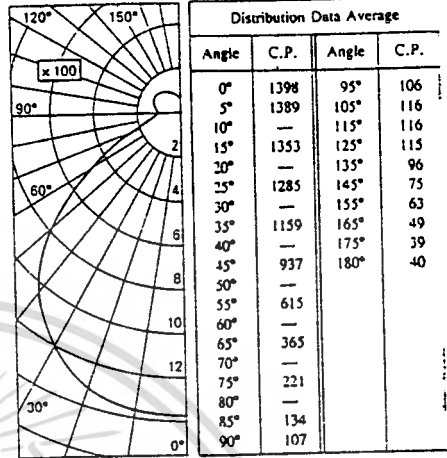 120° 150°
x 100
90°
2
60° 4
6
8
10
12
30°
0°
Distribution Data Average
Angle C.P. Angle C.P.
0° 1398 95° 106
5° 1389 105° 116
10° — 115° 116
15° 1353 125° 115
20° — 135° 96
25° 1285 145° 75
30° — 155° 63
35° 1159 165° 49
40° — 175° 39
45° 937 180° 40
50° —
55° 615
60° —
65° 365
70° —
75° 221
80° —
85° 134
90° 107